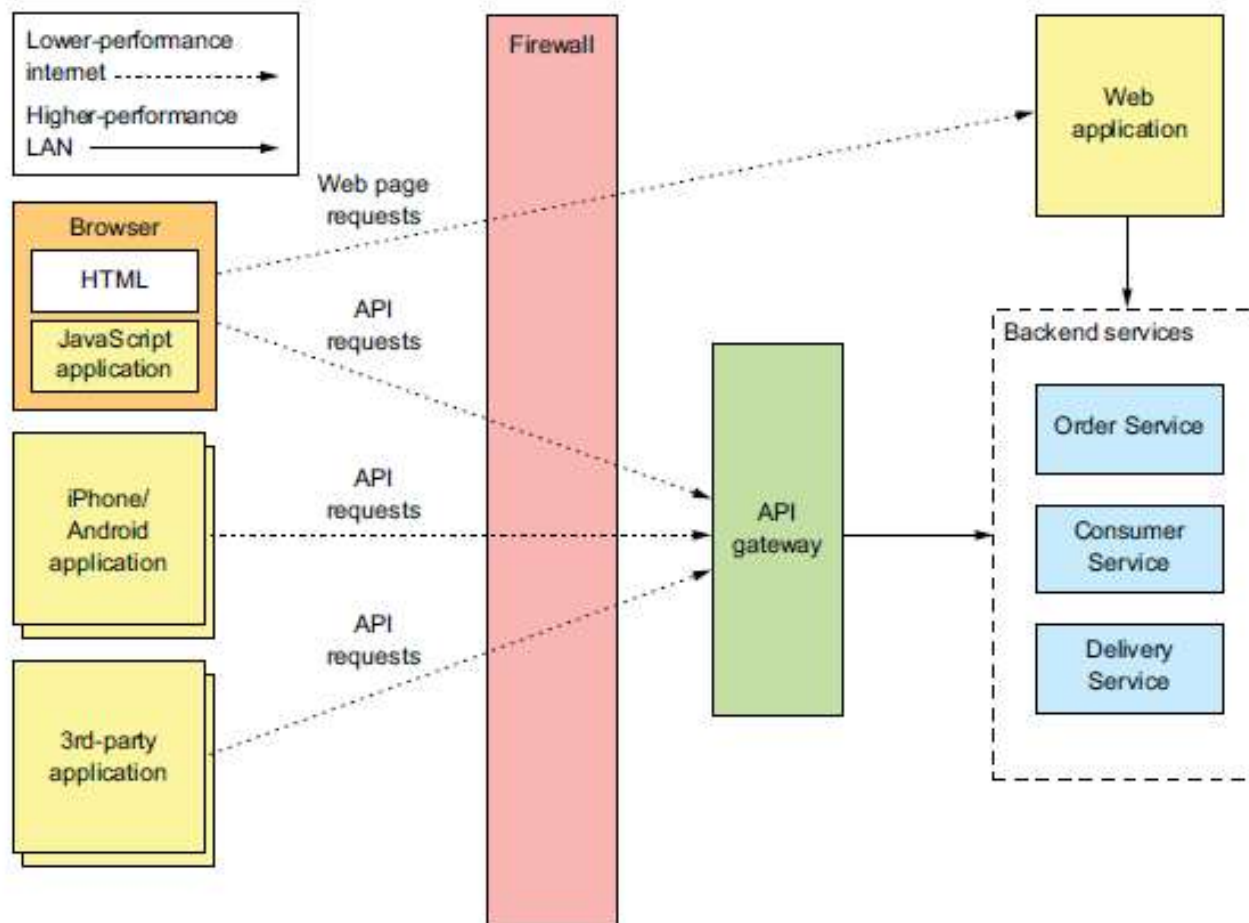 Lower-performance
internet
Higher-performance
LAN
Firewall
Web
application
Web page
requests
Browser
HTML
JavaScript
application
API
requests
Backend services
Order Service
Consumer
Service
Delivery
Service
iPhone/
Android
application
API
requests
API
gateway
API
requests
3rd-party
application